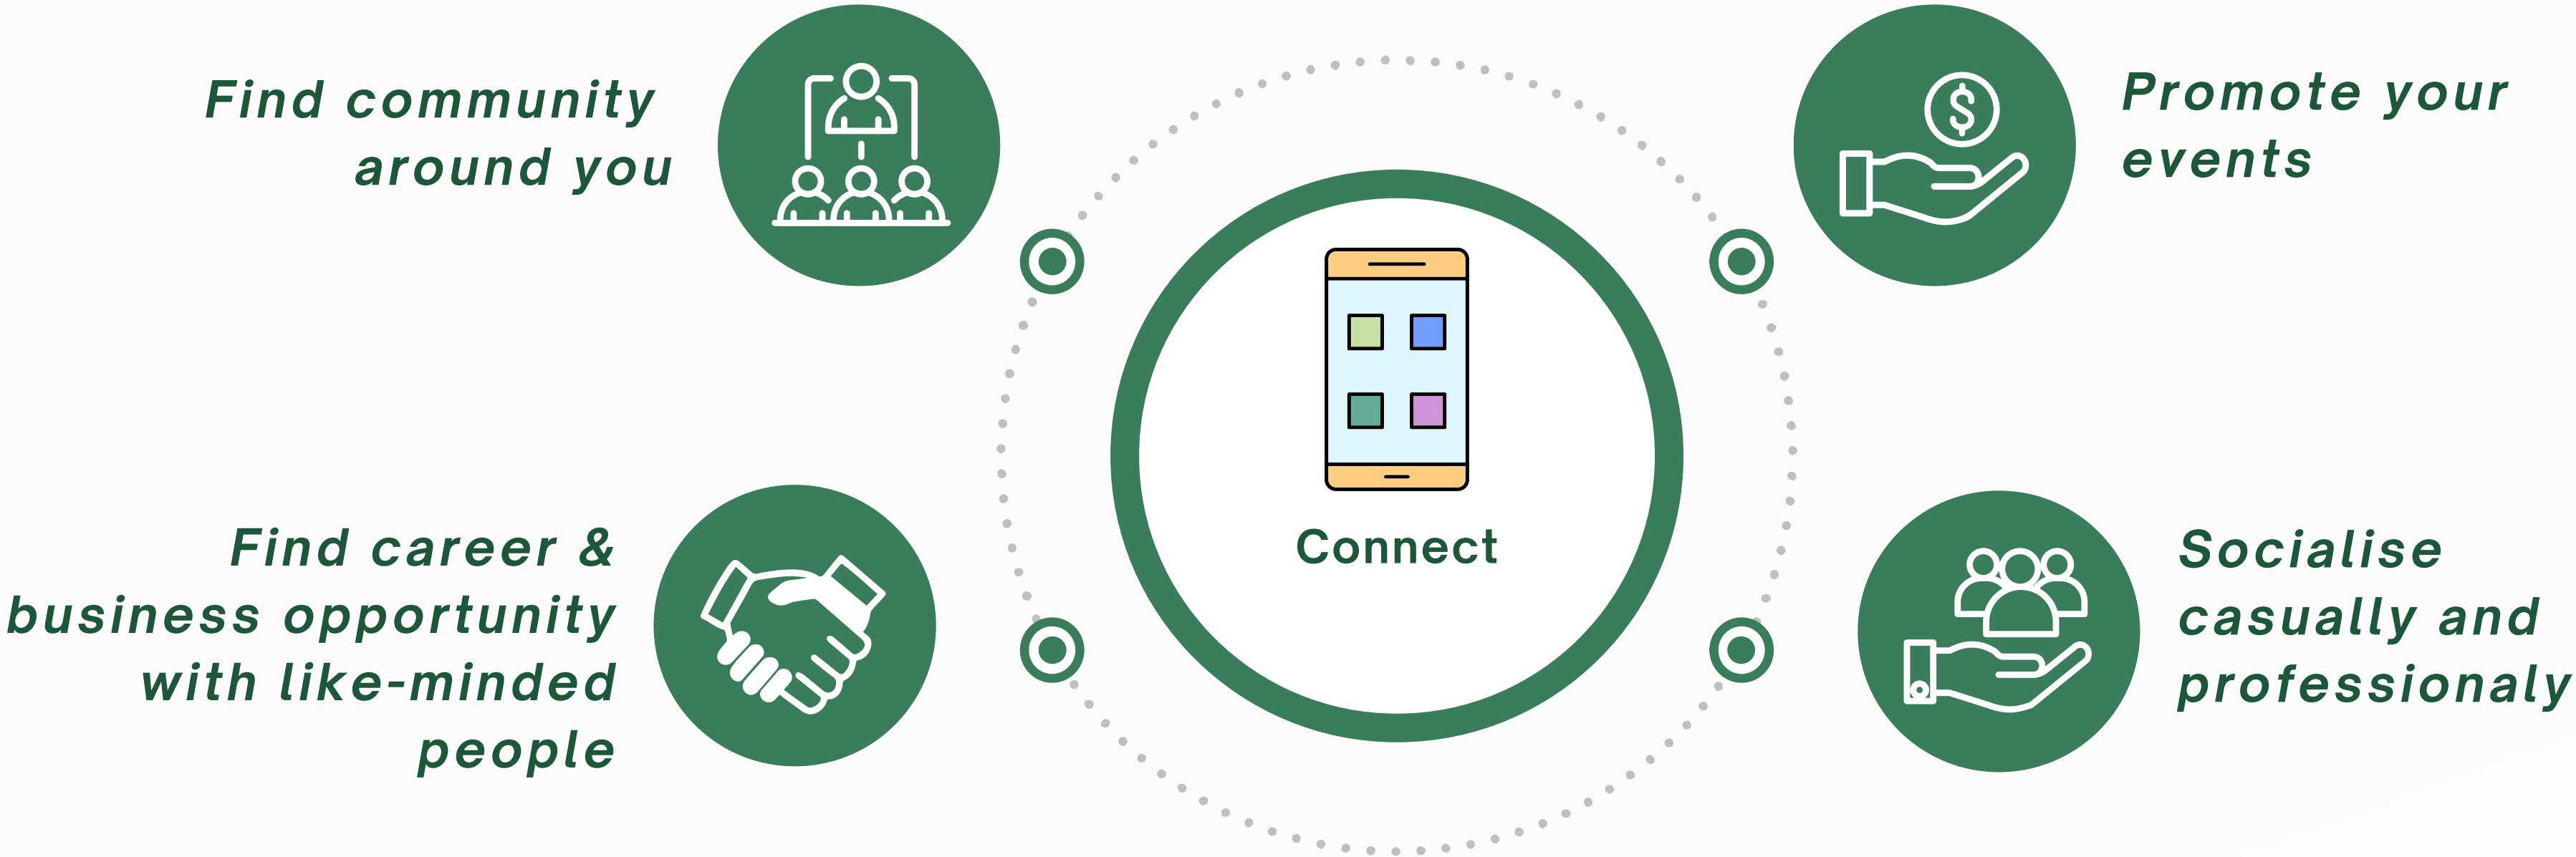 Find community
around you
Promote your
events
Connect
Find career &
business opportunity
with like-minded
people
Socialise
casually and
professionaly